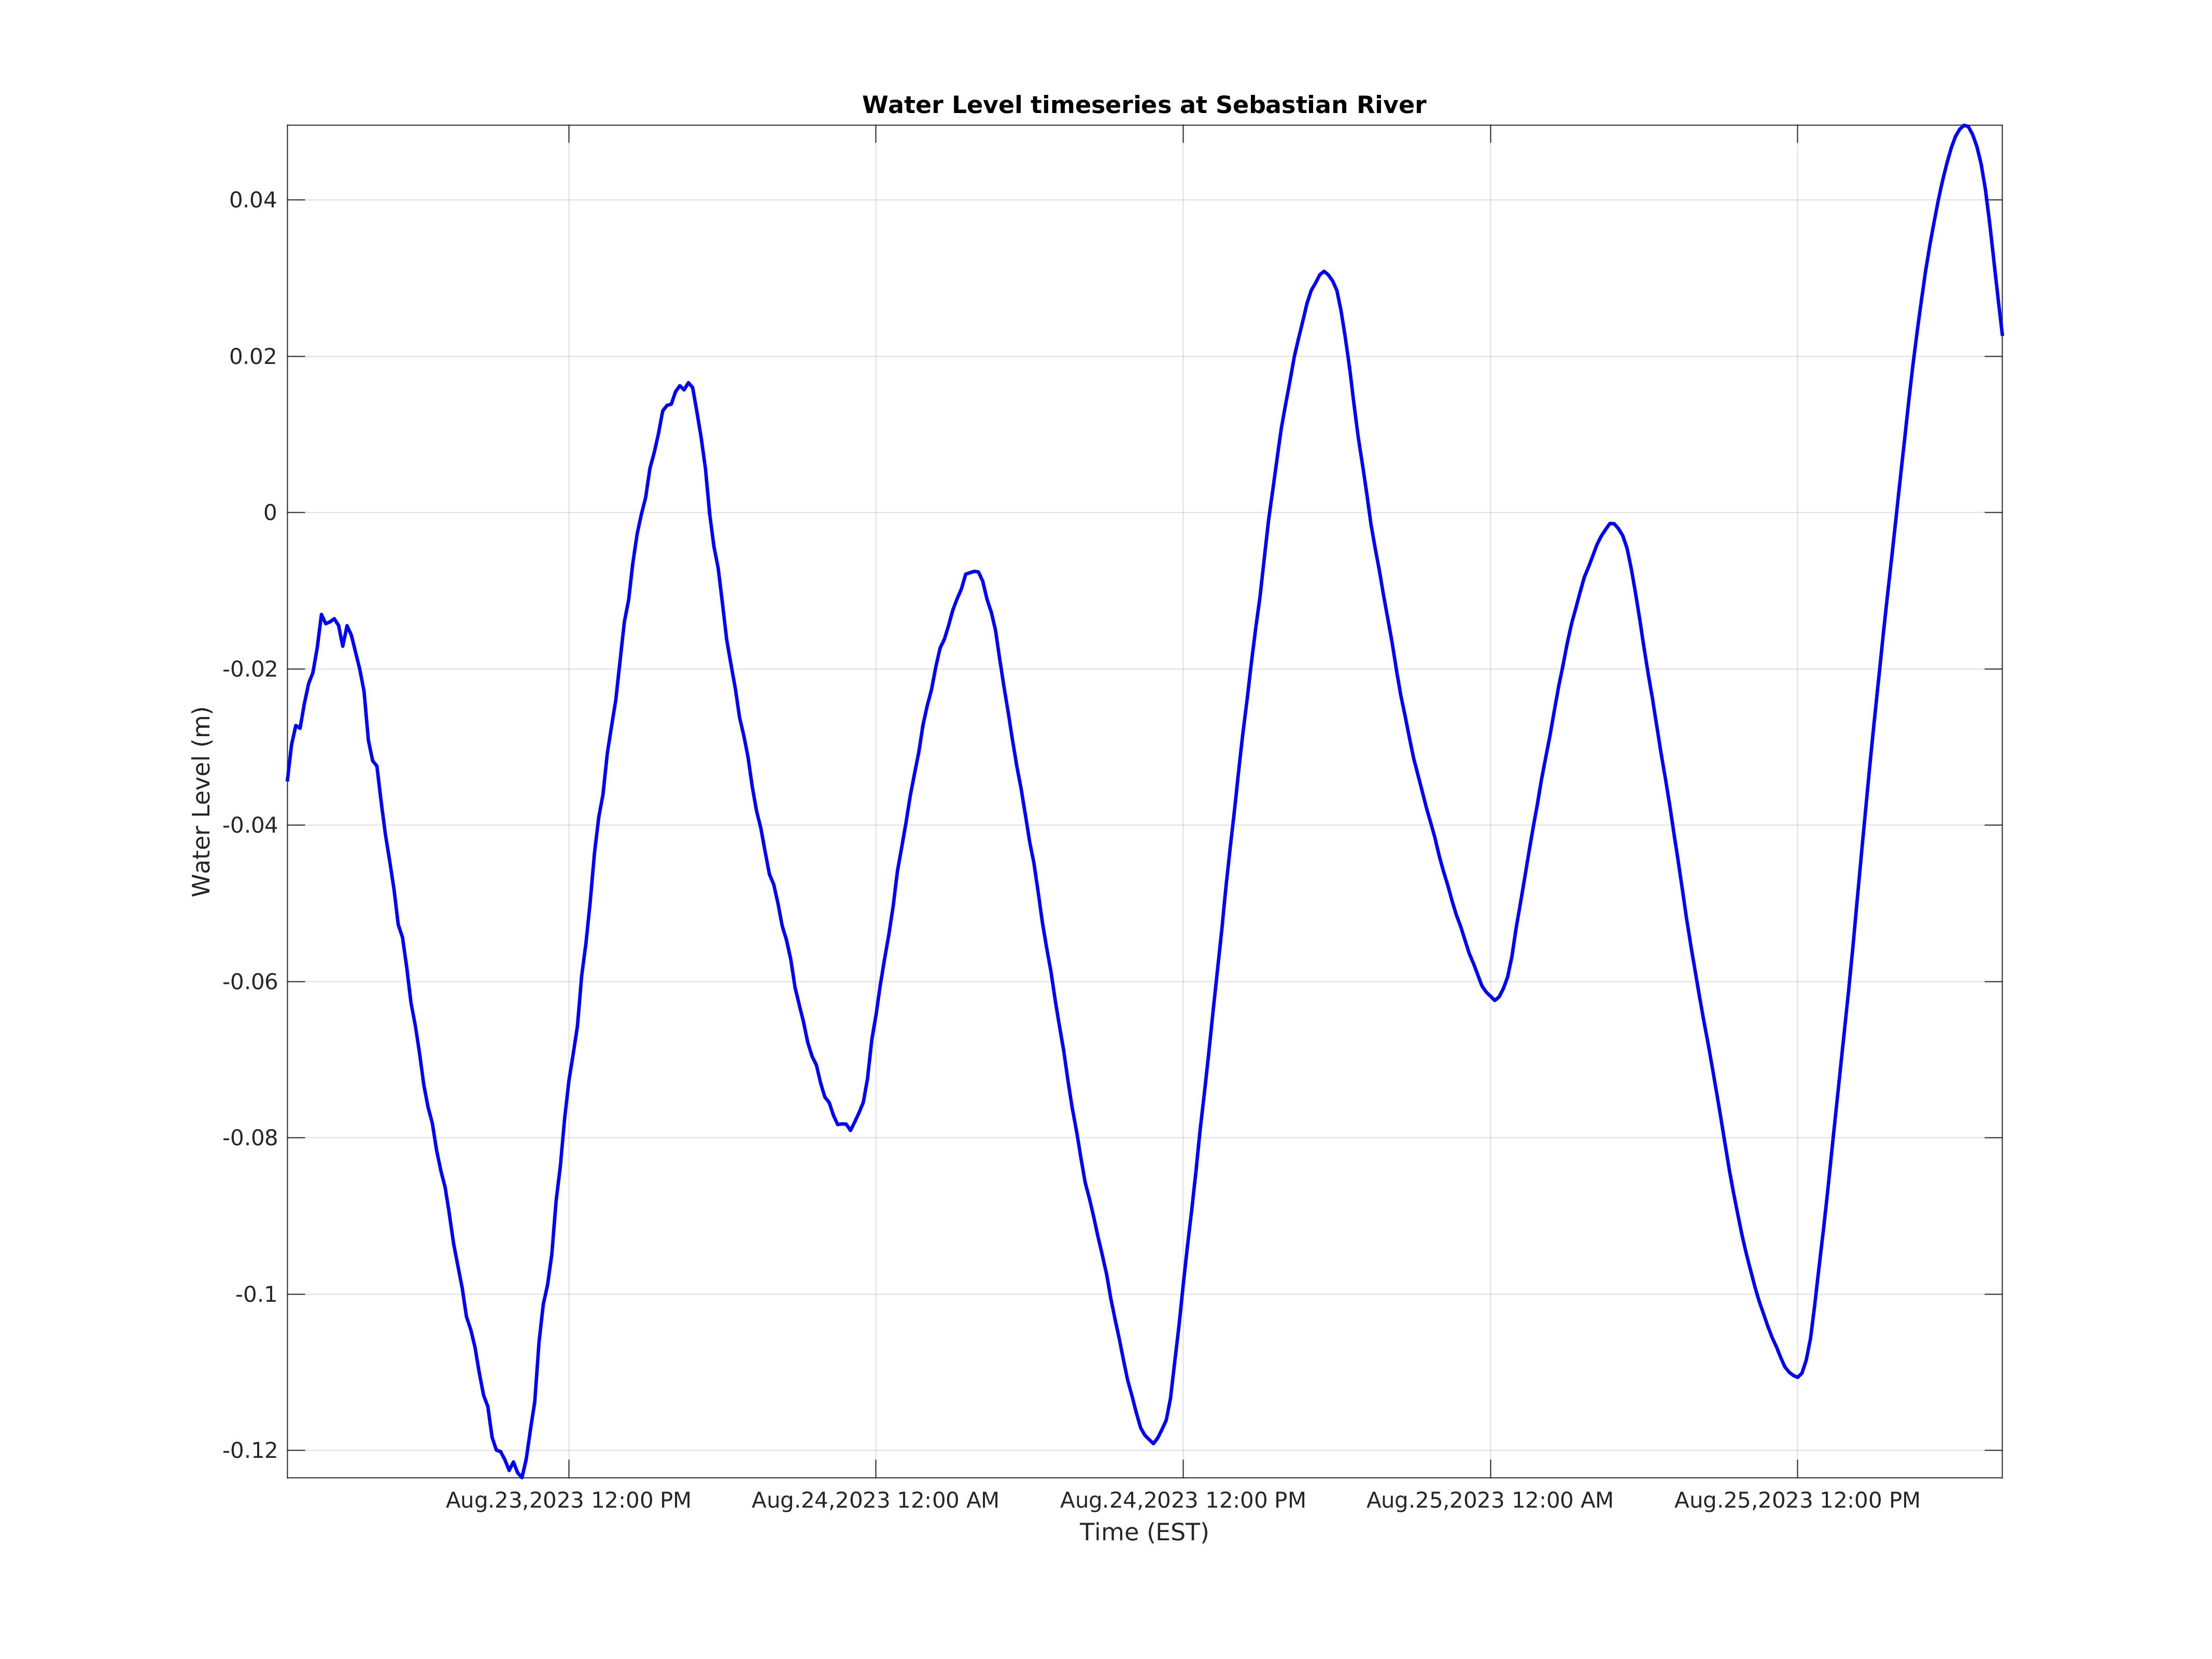 Water Level timeseries at Sebastian River
0.04
0.02
0
-0.02
-0.04
-0.06
-0.08
-0.1
-0.12
Water Level (m)
Aug.23,2023 12:00 PM
Aug.24,2023 12:00 AM
Aug.24,2023 12:00 PM
Aug.25,2023 12:00 AM
Aug.25,2023 12:00 PM
Time (EST)